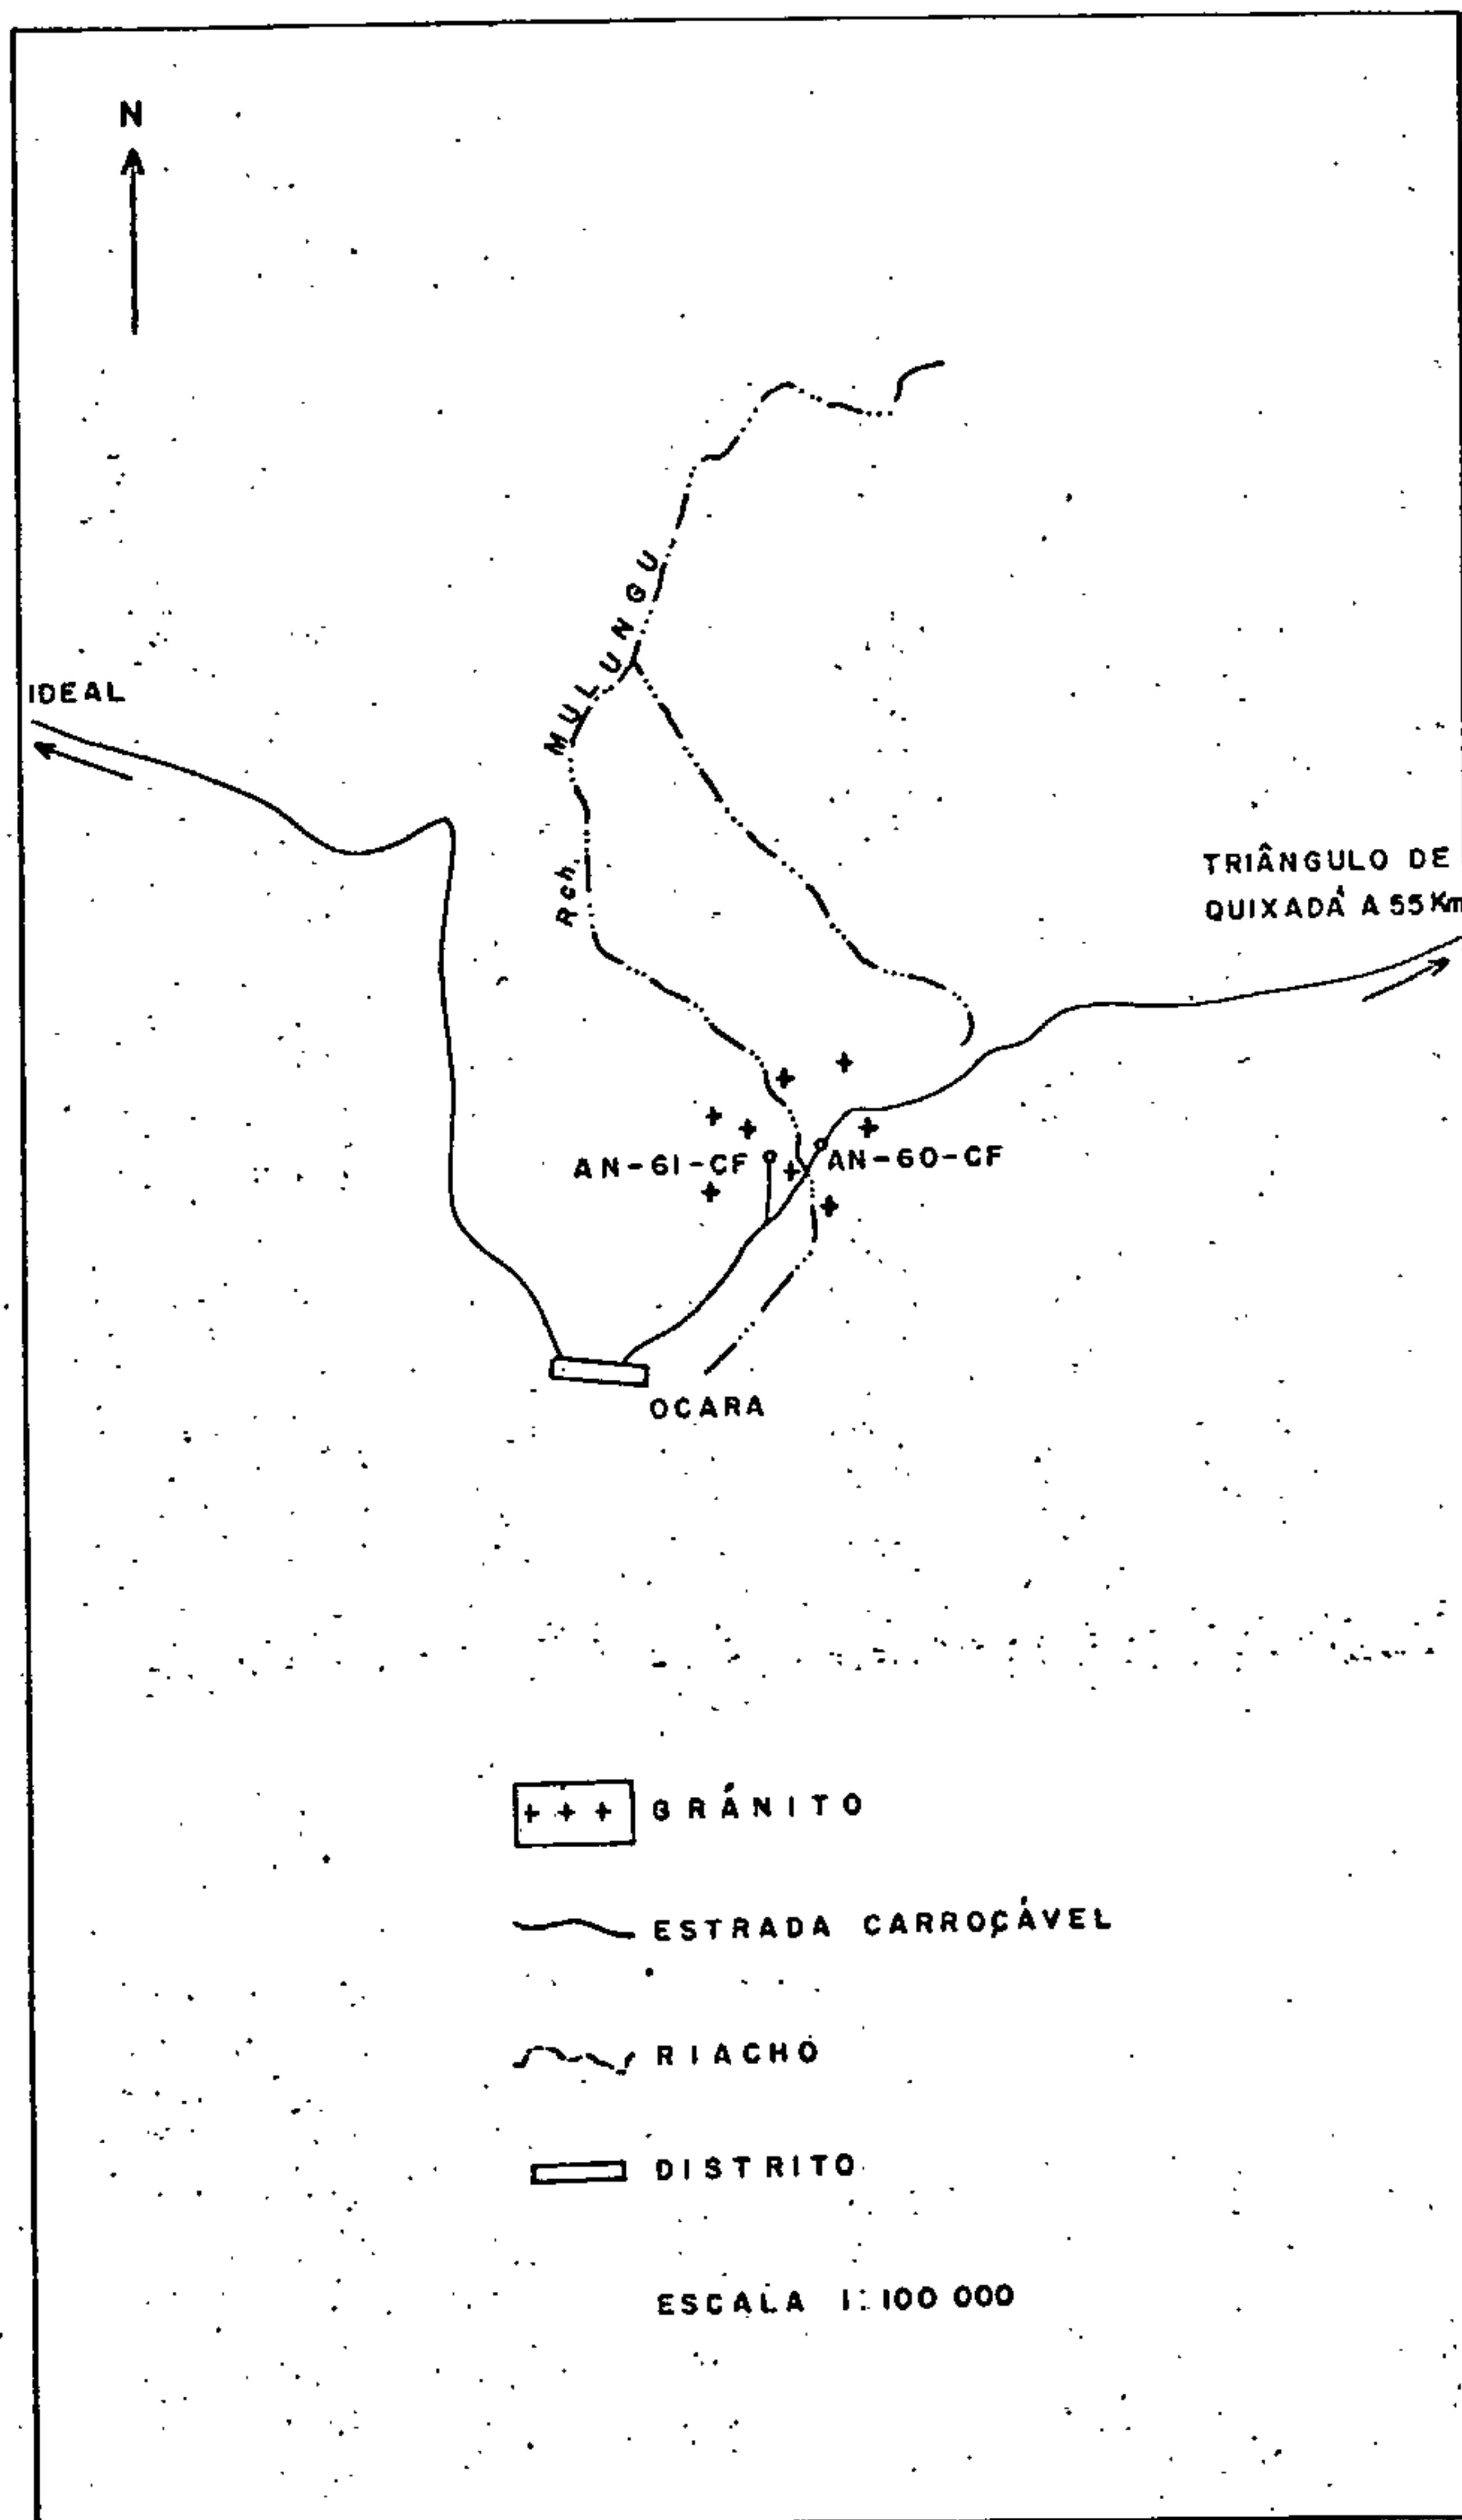 N
MULUNGU
IDEAL
TRIÂNGULO DE
QUIXADÁ A 55 Km
Rch.
AN-61-CF
AN-60-CF
OCARA
+ + + GRÁNITO
ESTRADA CARROÇÁVEL
RIACHO
DISTRITO
ESCALA 1:100 000